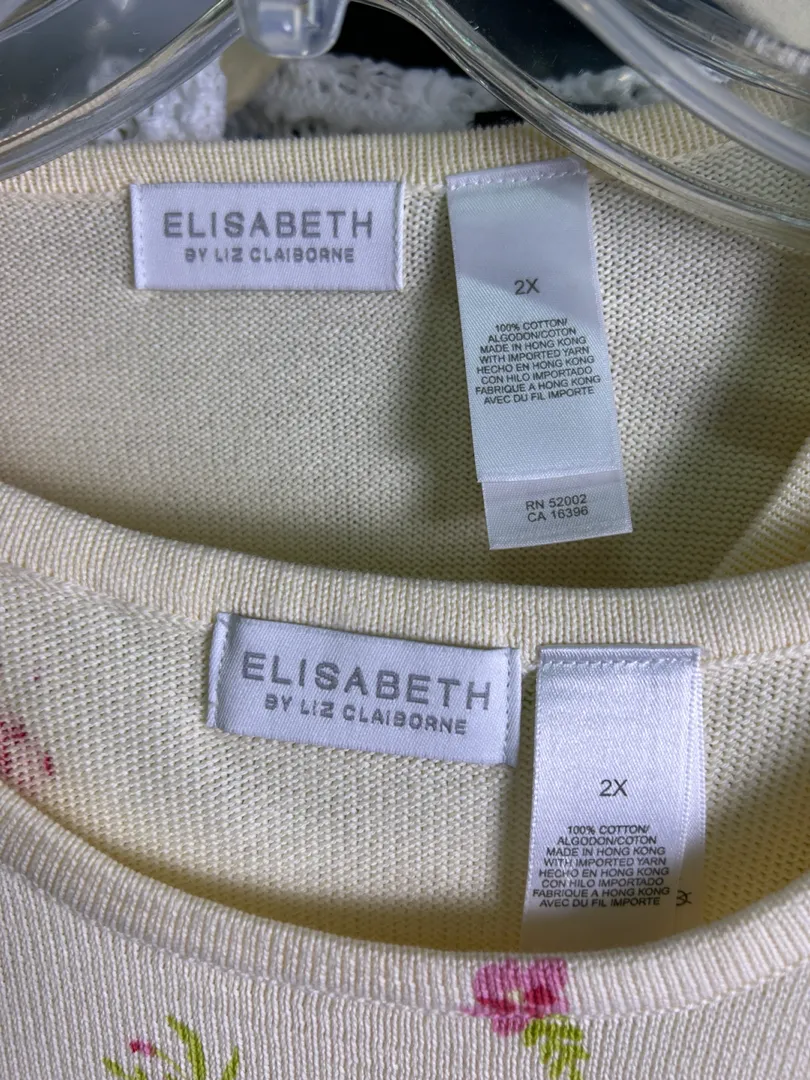 ELISABETH
BY LIZ CLAIBORNE
2X
100% COTTON/
ALGODON/COTON
MADE IN HONG KONG
WITH IMPORTED YARN
HECHO EN HONG KONG
CON HILO IMPORTADO
FABRIQUE A HONG KONG
AVEC DU FIL IMPORTE
RN 52002
CA 16396
ELISABETH
BY LIZ CLAIBORNE
2X
100% COTTON/
ALGODON/COTON
MADE IN HONG KONG
WITH IMPORTED YARN
HECHO EN HONG KONG
CON HILO IMPORTADO
FABRIQUE A HONG KONG
AVEC DU FIL IMPORTE